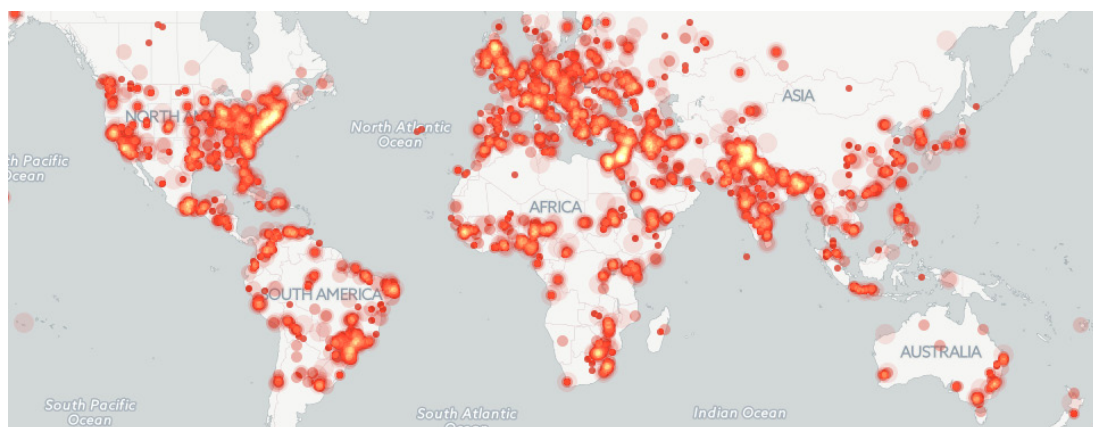 ASIA
NORTH AM
North Atlantic
Ocean
th Pacific
Ocean
AFRICA
SOUTH AMERICA
AUSTRALIA
South Pacific
Ocean
South Atlantic
Ocean
Indian Ocean